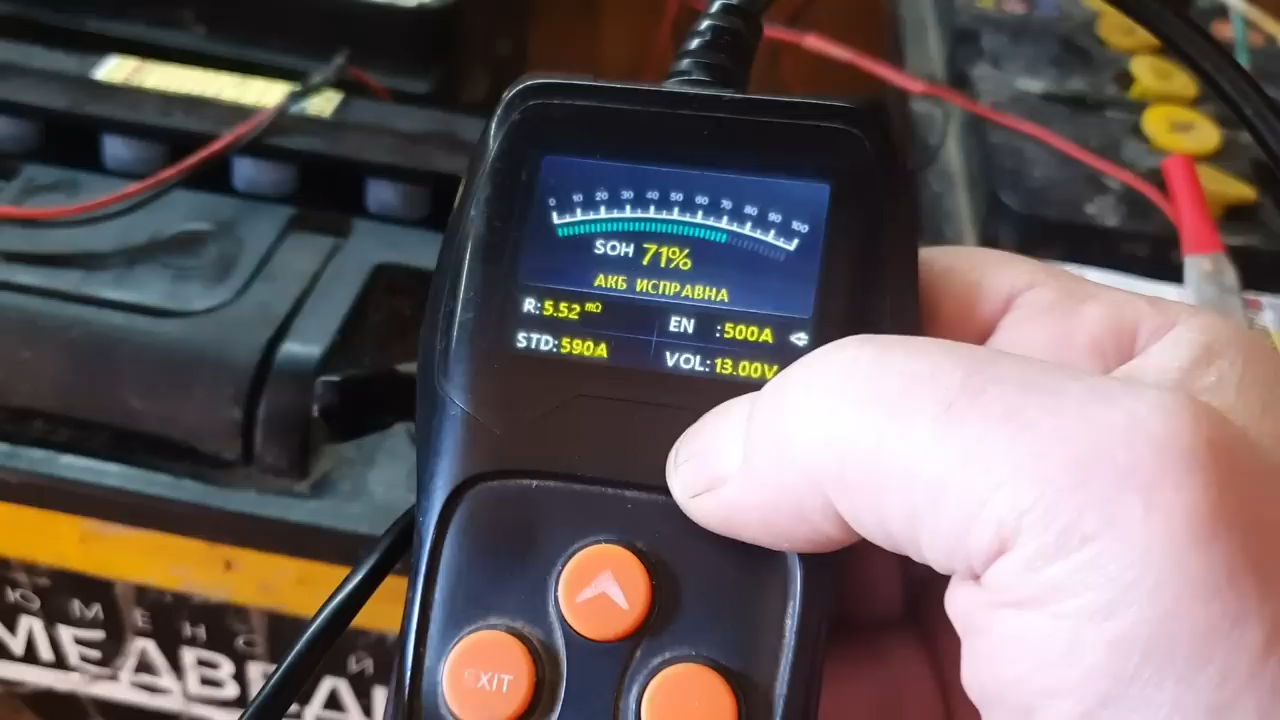 0 10 20 30 40 50 60 70 80 90 100
SOH 71%
АКБ ИСПРАВНА
R:5.52 mΩ EN :500A
STD:590A VOL:13.00V
EXIT
ЮМЕНС Й
МЕДВЕД